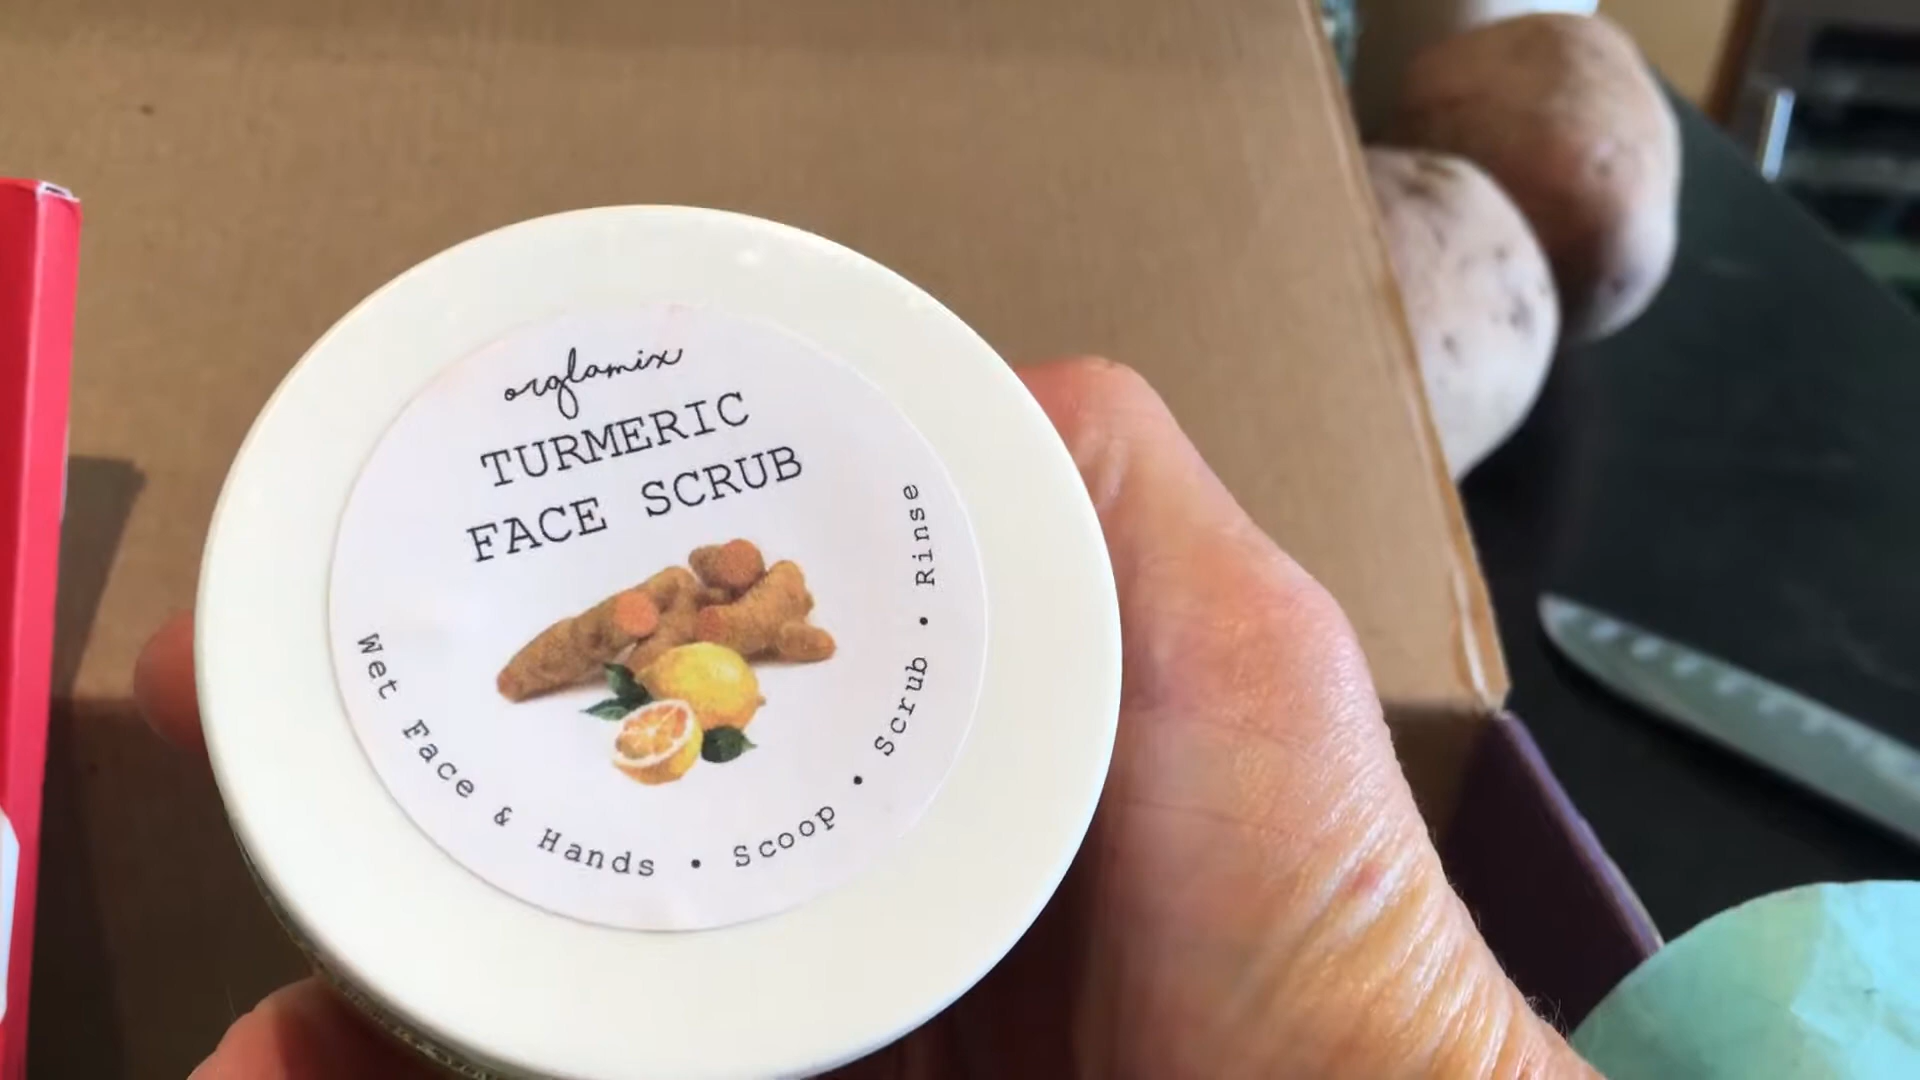 orglamix
TURMERIC
FACE SCRUB
Wet Face & Hands • Scoop • Scrub • Rinse